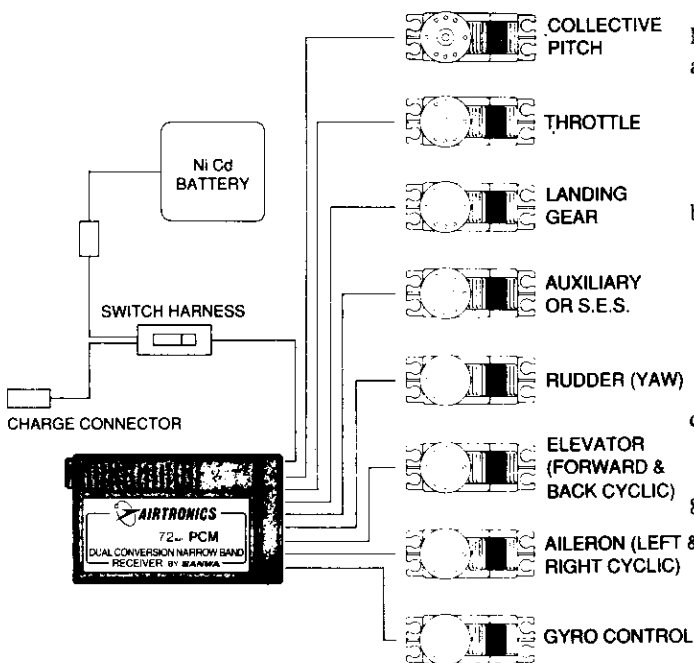 COLLECTIVE
PITCH
THROTTLE
Ni Cd
BATTERY
LANDING
GEAR
SWITCH HARNESS
AUXILIARY
OR S.E.S.
RUDDER (YAW)
CHARGE CONNECTOR
ELEVATOR
(FORWARD &
BACK CYCLIC)
AIRTRONICS
PCM
DUAL CONVERSION NARROW BAND
RECEIVER BY SANWA
AILERON (LEFT &
RIGHT CYCLIC)
GYRO CONTROL